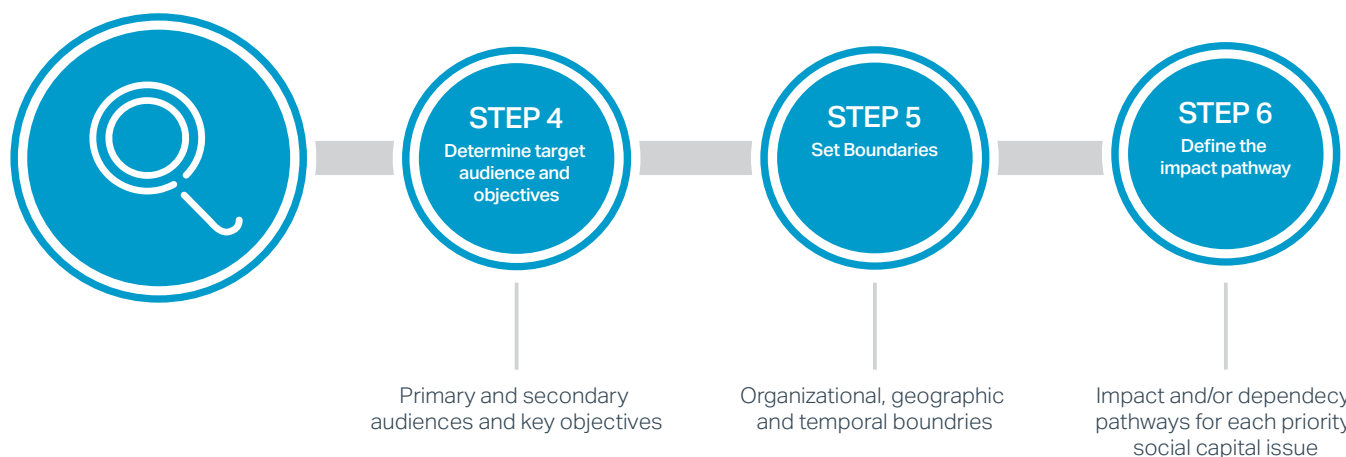 STEP 4
Determine target
audience and
objectives
STEP 5
Set Boundaries
STEP 6
Define the
impact pathway
Primary and secondary
audiences and key objectives
Organizational, geographic
and temporal boundries
Impact and/or dependecy
pathways for each priority
social capital issue